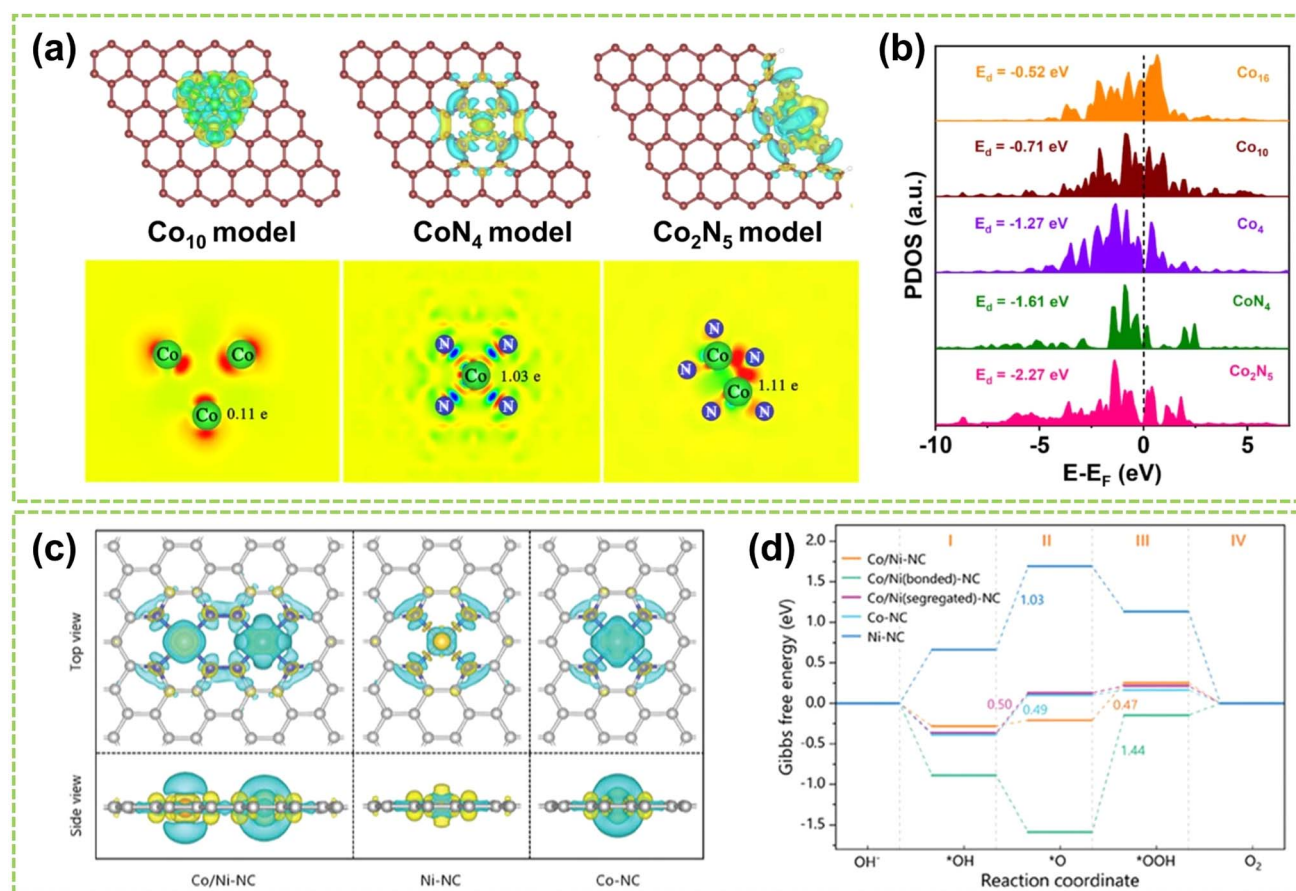 (a)
Co10 model
CoN4 model
Co2N5 model
Co
Co
Co
0.11 e
N
N
Co
1.03 e
N
N
N
Co
N
N
1.11 e
Co
N
N
(b)
PDOS (a.u.)
Ed = -0.52 eV
Co16
Ed = -0.71 eV
Co10
Ed = -1.27 eV
Co4
Ed = -1.61 eV
CoN4
Ed = -2.27 eV
Co2N5
-10
-5
0
5
E-EF (eV)
(c)
Top view
Side view
Co/Ni-NC
Ni-NC
Co-NC
(d)
Gibbs free energy (eV)
2.0
1.5
1.0
0.5
0.0
-0.5
-1.0
-1.5
I
II
III
IV
Co/Ni-NC
Co/Ni(bonded)-NC
Co/Ni(segregated)-NC
Co-NC
Ni-NC
1.03
0.50
0.49
0.47
1.44
OH-
*OH
*O
*OOH
O2
Reaction coordinate